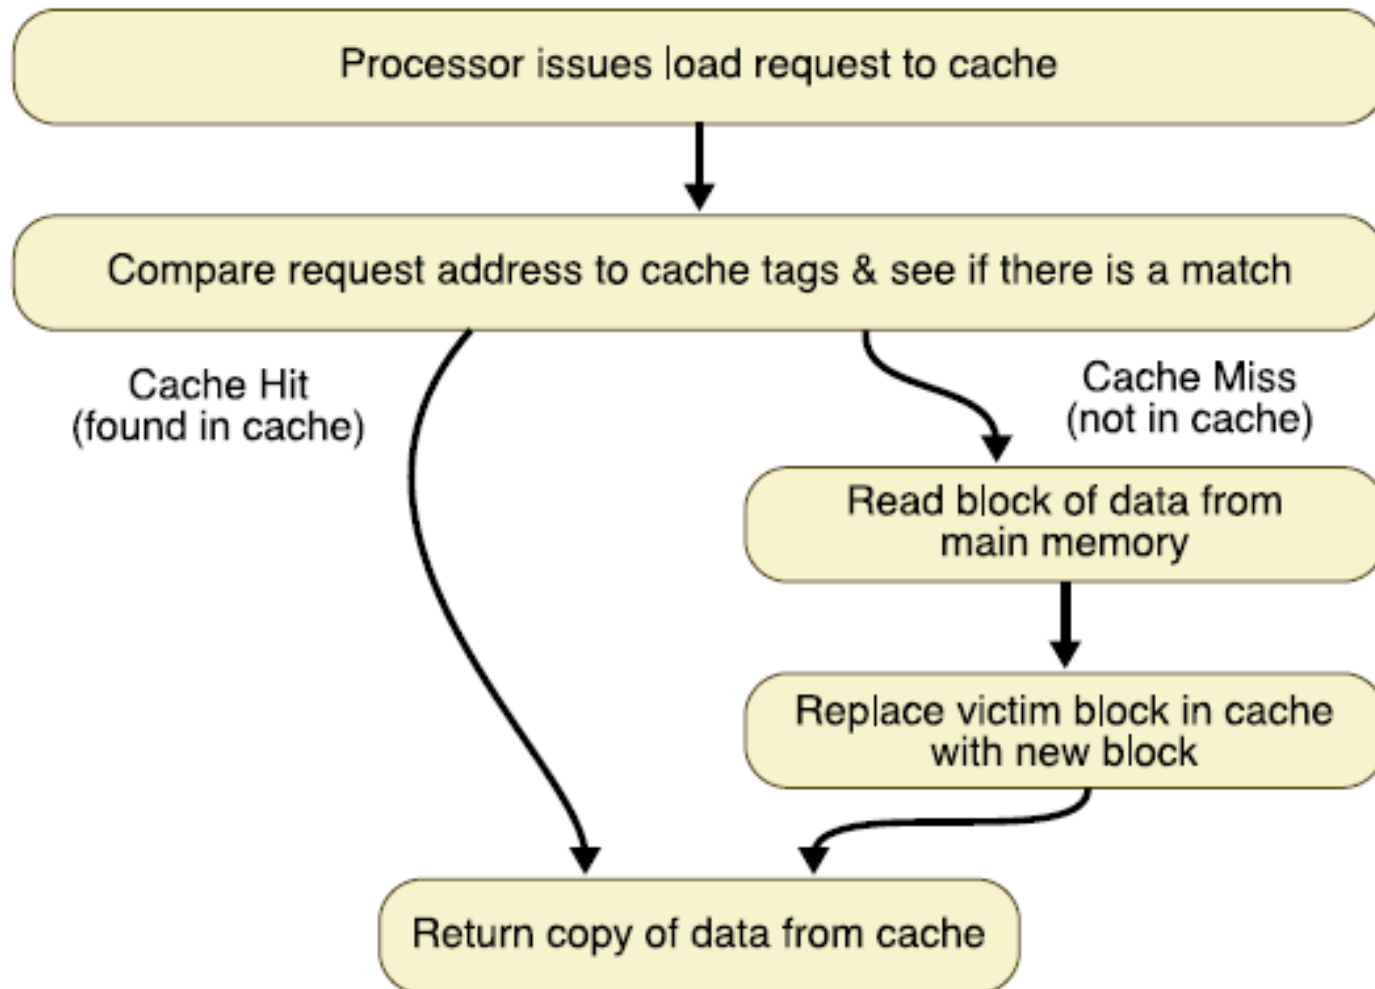 Processor issues load request to cache
Compare request address to cache tags & see if there is a match
Cache Hit
(found in cache)
Cache Miss
(not in cache)
Read block of data from
main memory
Replace victim block in cache
with new block
Return copy of data from cache